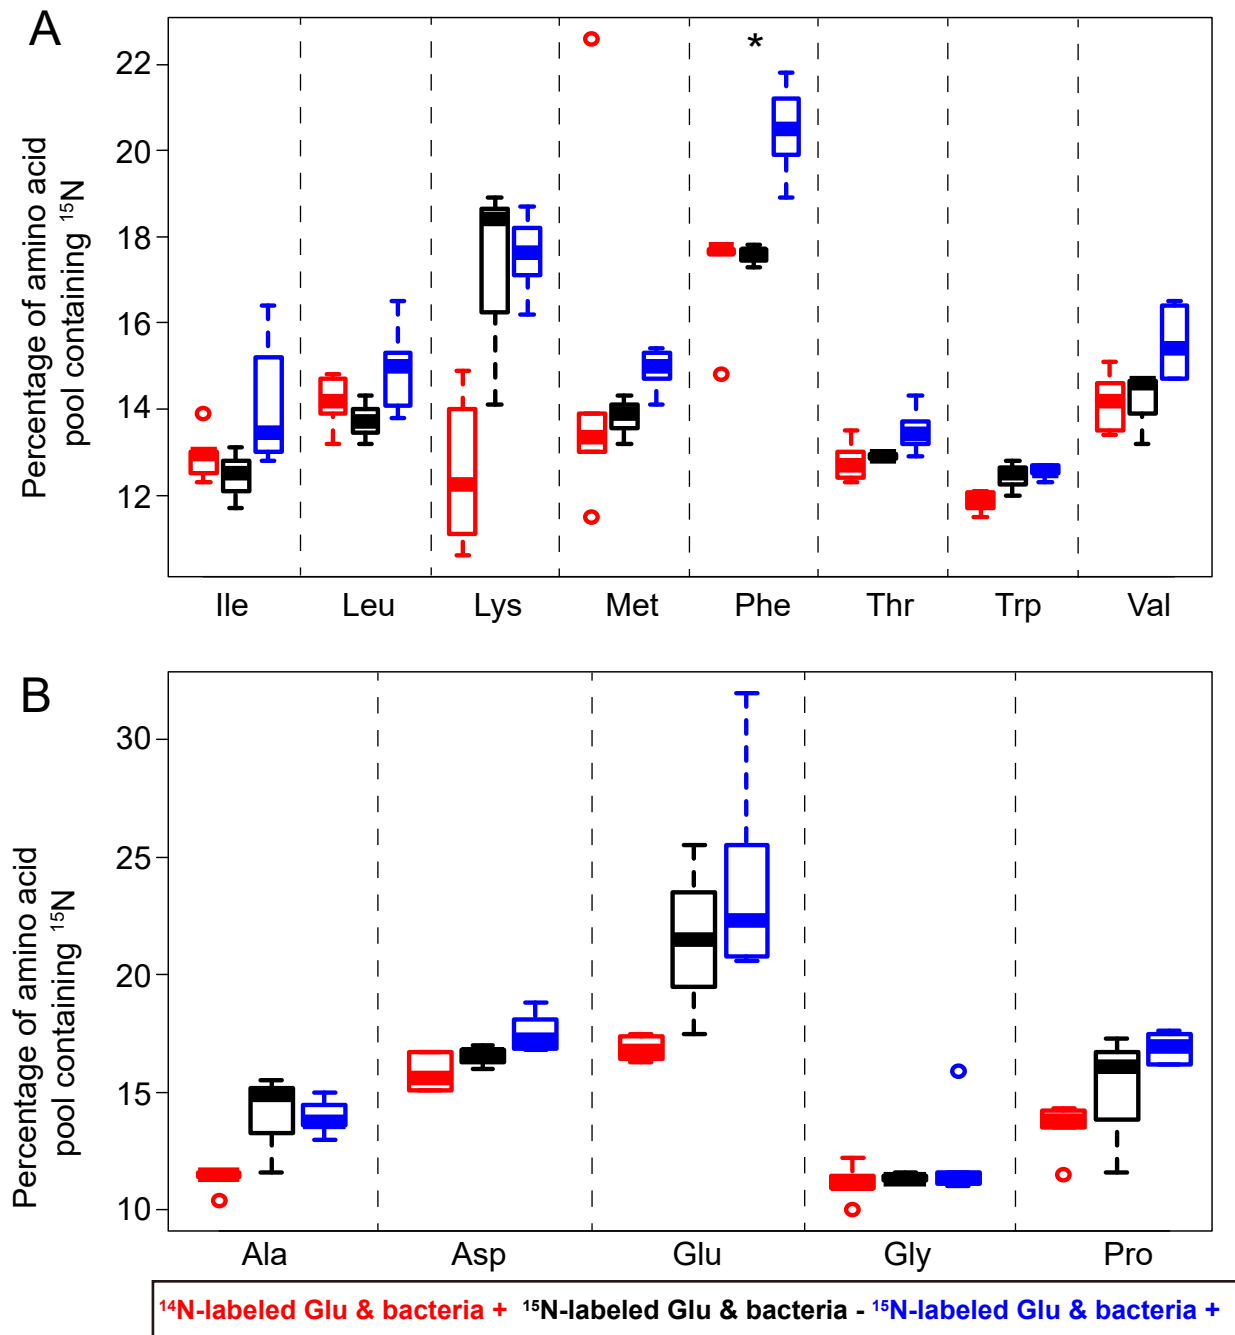 A
Percentage of amino acid
pool containing ¹⁵N
22
20
18
16
14
12
*
Ile Leu Lys Met Phe Thr Trp Val
B
Percentage of amino acid
pool containing ¹⁵N
30
25
20
15
10
Ala Asp Glu Gly Pro
¹⁴N-labeled Glu & bacteria + ¹⁵N-labeled Glu & bacteria - ¹⁵N-labeled Glu & bacteria +